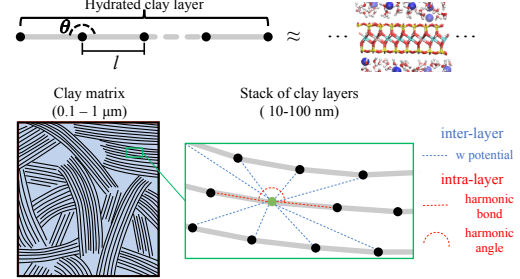 Hydrated clay layer
θ
l
≈
... ...
Clay matrix
(0.1 – 1 μm)
Stack of clay layers
( 10-100 nm)
inter-layer
w potential
intra-layer
harmonic
bond
harmonic
angle